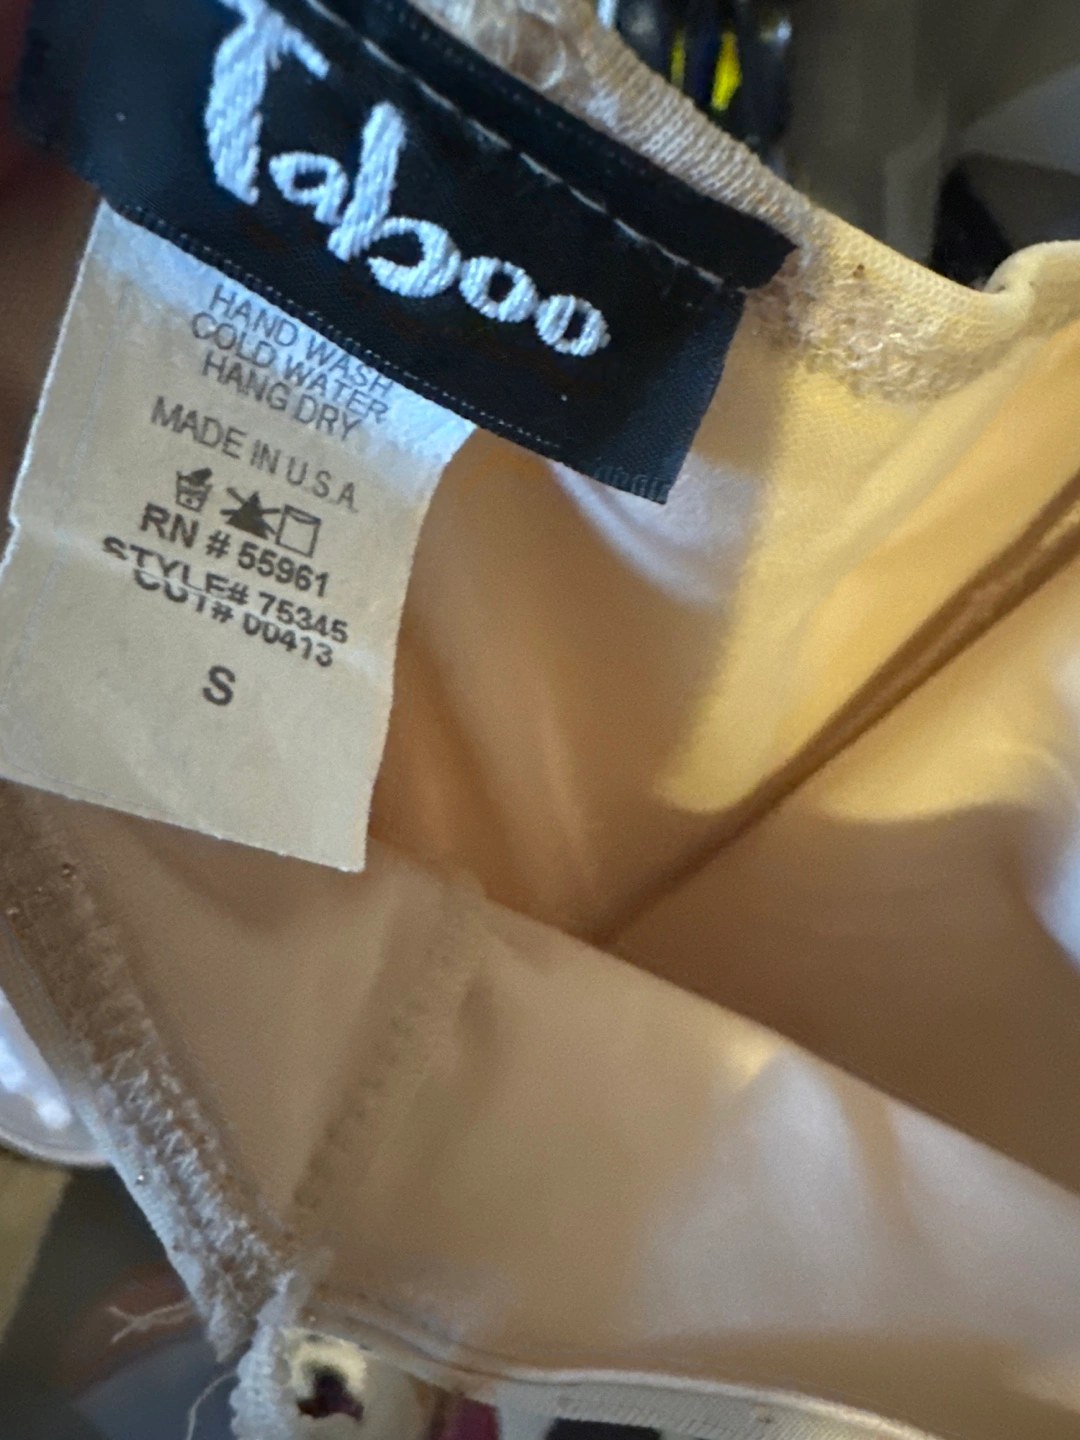 Taboo
HAND WASH
COLD WATER
HANG DRY
MADE IN U.S.A.
RN # 55961
STYLE# 75345
CUT# 00413
S